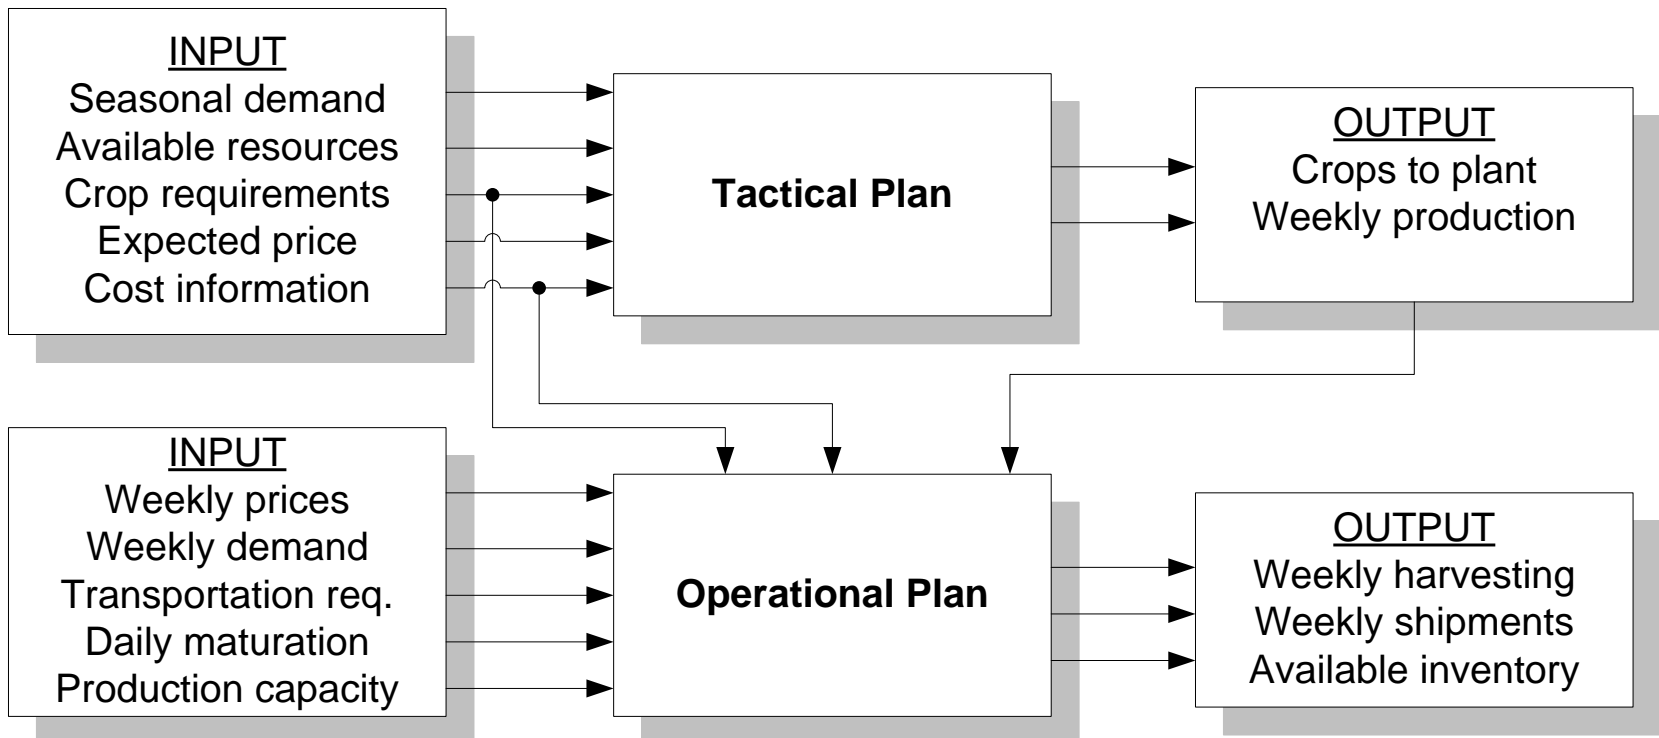 INPUT
Seasonal demand
Available resources
Crop requirements
Expected price
Cost information
Tactical Plan
OUTPUT
Crops to plant
Weekly production
INPUT
Weekly prices
Weekly demand
Transportation req.
Daily maturation
Production capacity
Operational Plan
OUTPUT
Weekly harvesting
Weekly shipments
Available inventory